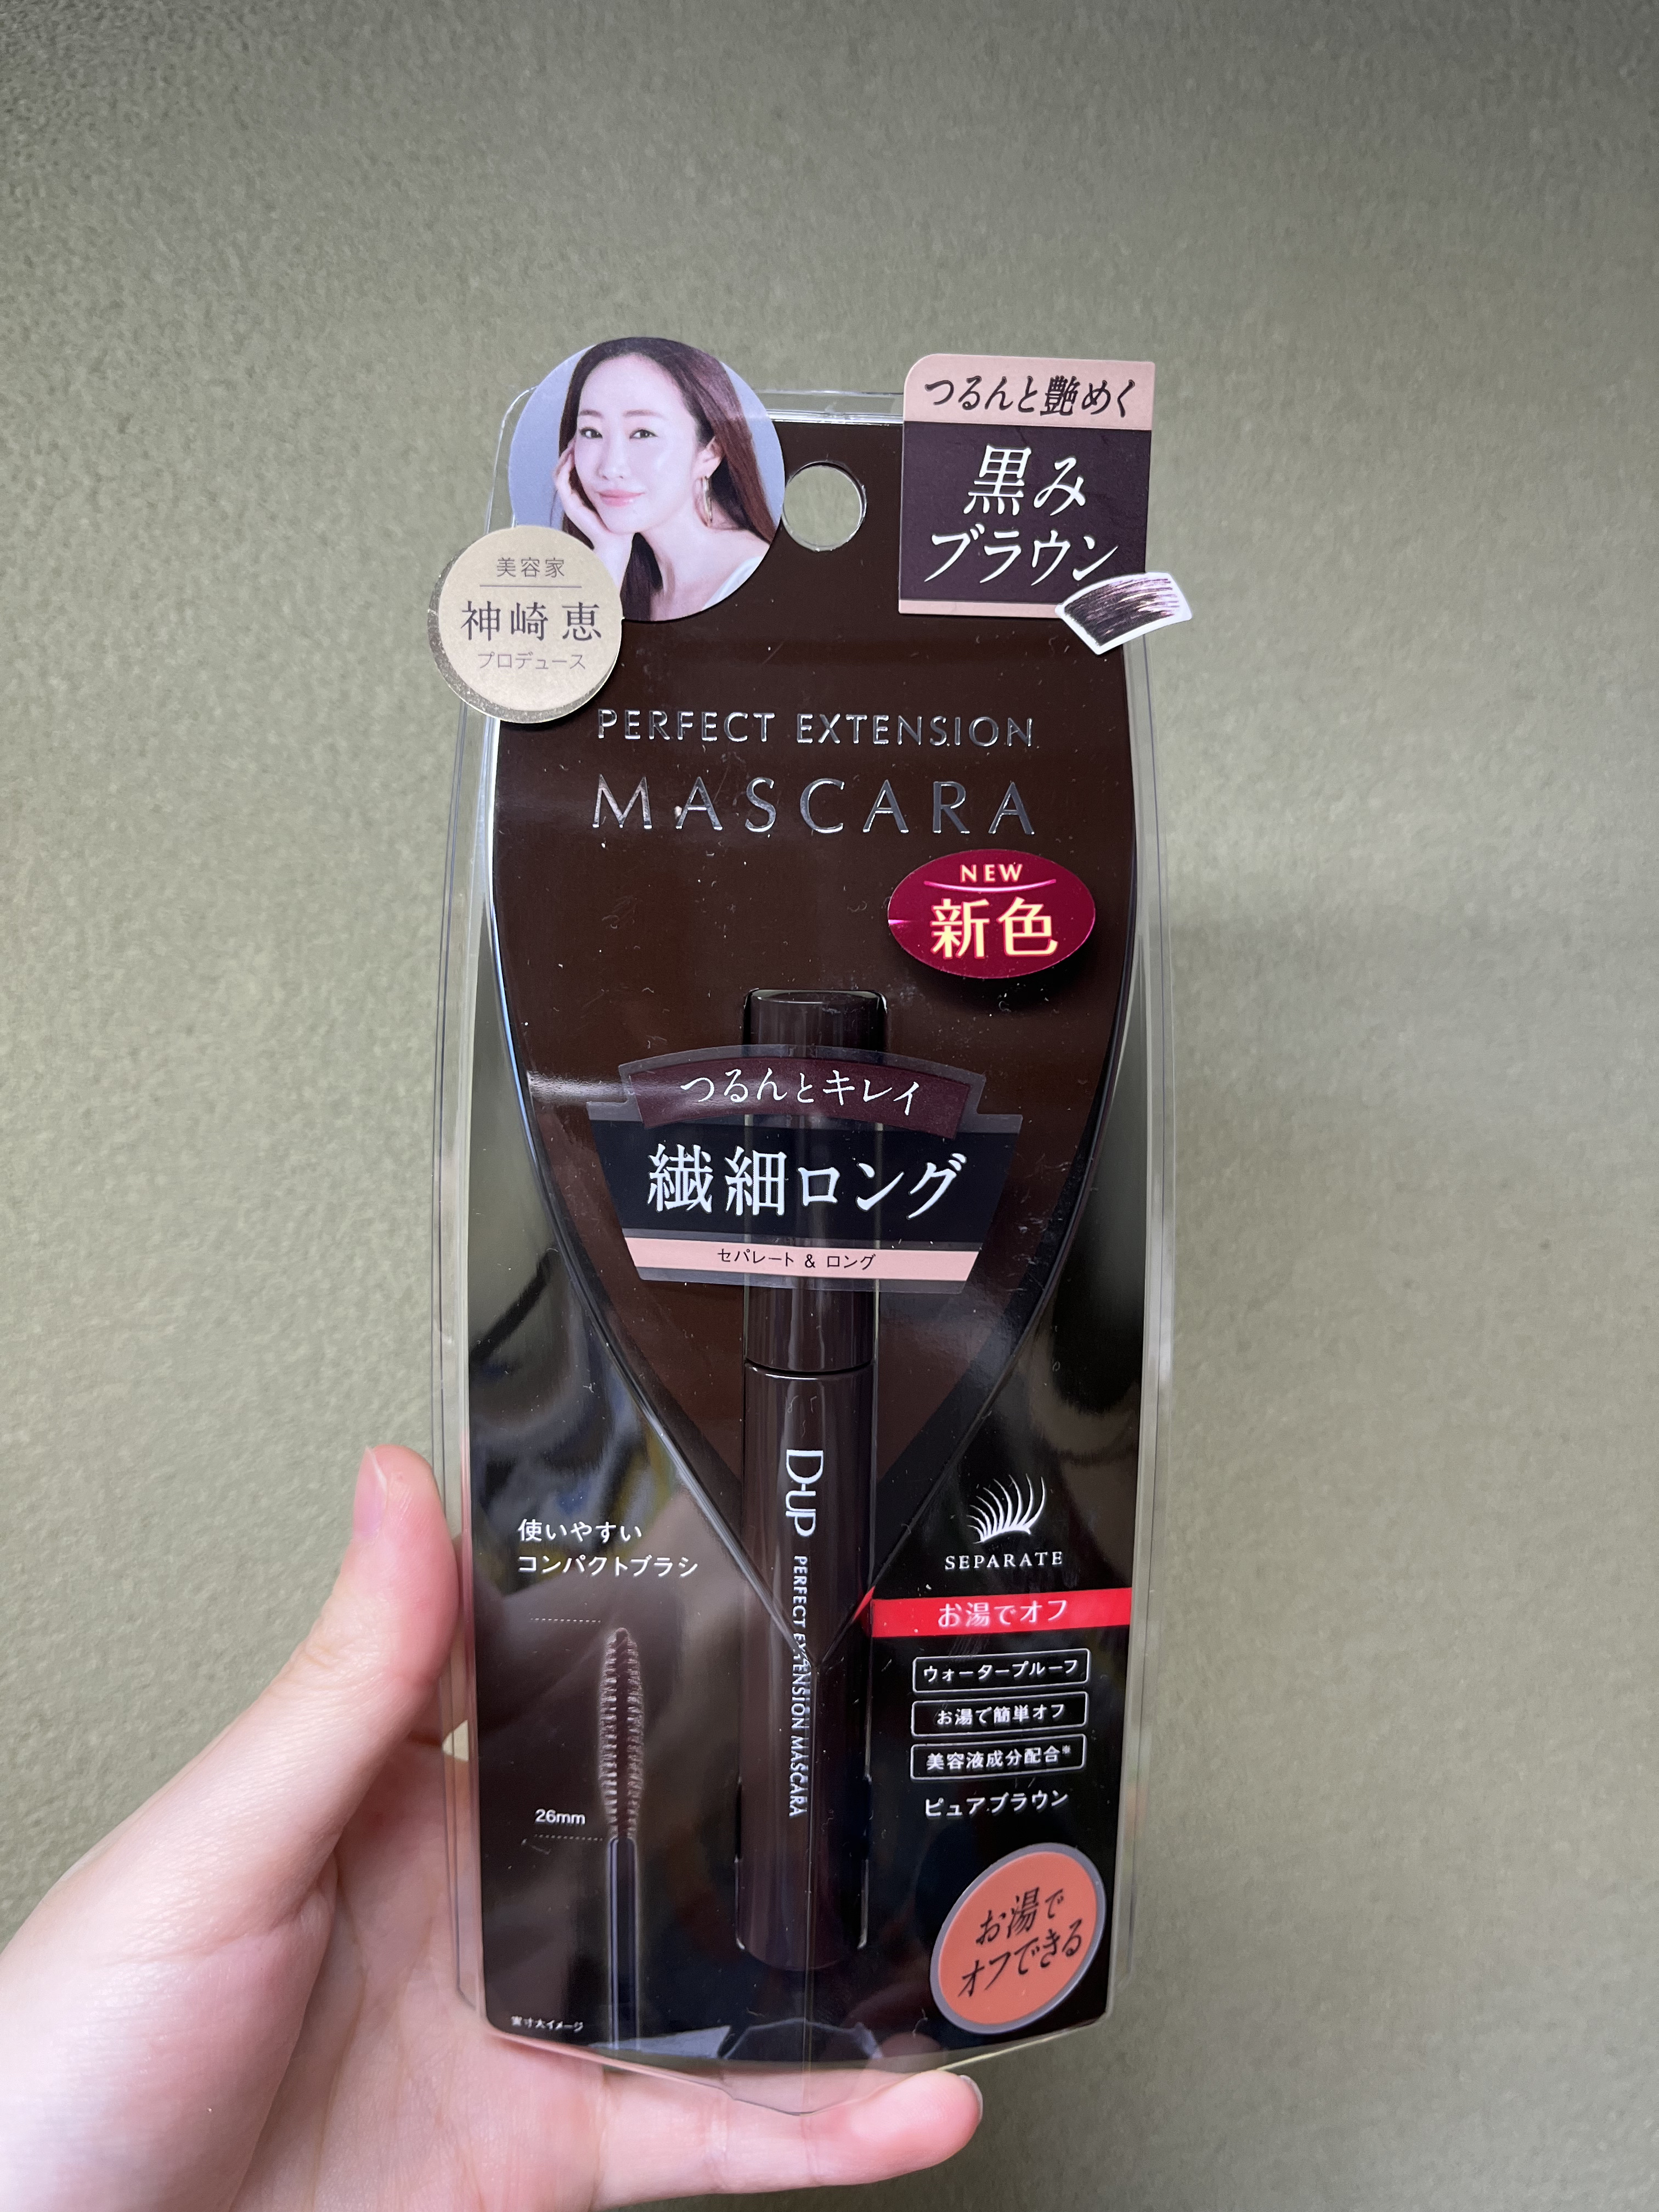 つるんと艶めく
黒み
ブラウン
美容家
神崎 恵
プロデュース
PERFECT EXTENSION
MASCARA
NEW
新色
つるんとキレイ
繊細ロング
セパレート & ロング
D-UP
PERFECT EXTENSION MASCARA
使いやすい
コンパクトブラシ
26mm
実寸大イメージ
SEPARATE
お湯でオフ
ウォータープルーフ
お湯で簡単オフ
美容液成分配合※
ピュアブラウン
お湯で
オフできる